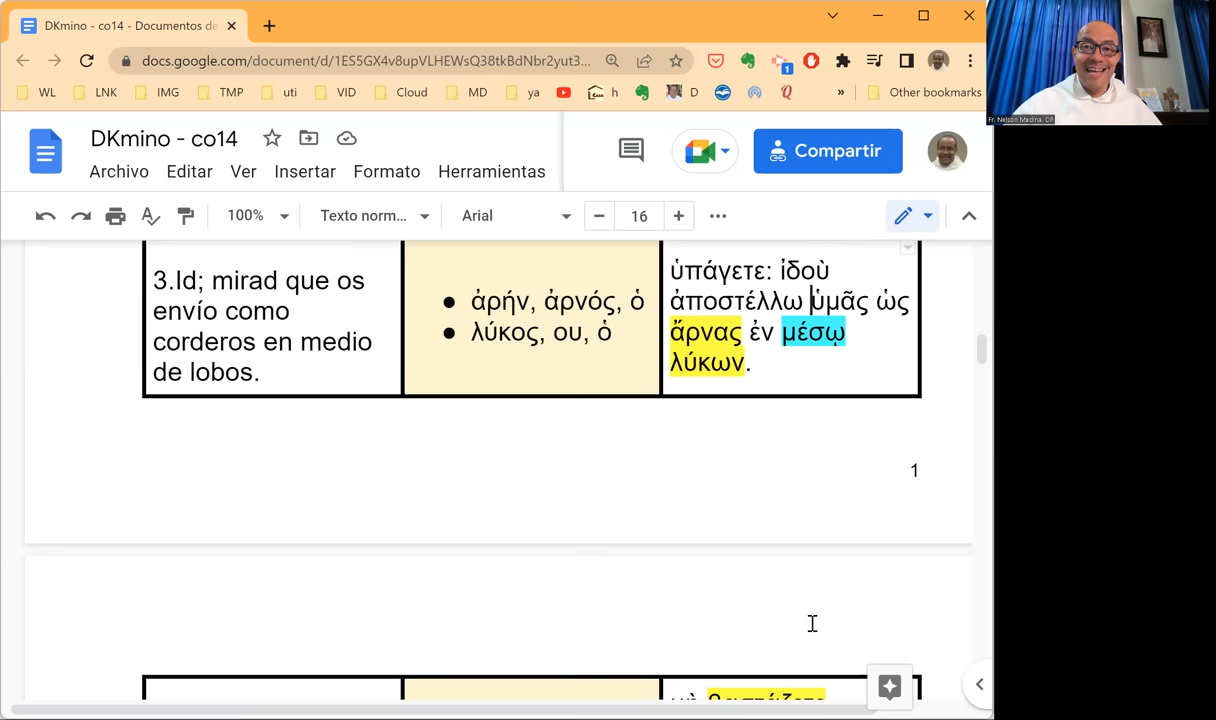 DKmino - co14 - Documentos de
docs.google.com/document/d/1ES5GX4v8upVLHEWsQ38tkBdNbr2yut3...
WL LNK IMG TMP uti VID Cloud MD ya h D » Other bookmarks
Fr. Nelson Medina, OP
DKmino - co14
Compartir
Archivo Editar Ver Insertar Formato Herramientas
100% Texto norm... Arial 16
3.Id; mirad que os
envío como
corderos en medio
de lobos.
● ἀρήν, ἀρνός, ὁ
● λύκος, ου, ὁ
ὑπάγετε: ἰδοὺ
ἀποστέλλω ὑμᾶς ὡς
ἄρνας ἐν μέσῳ
λύκων.
1